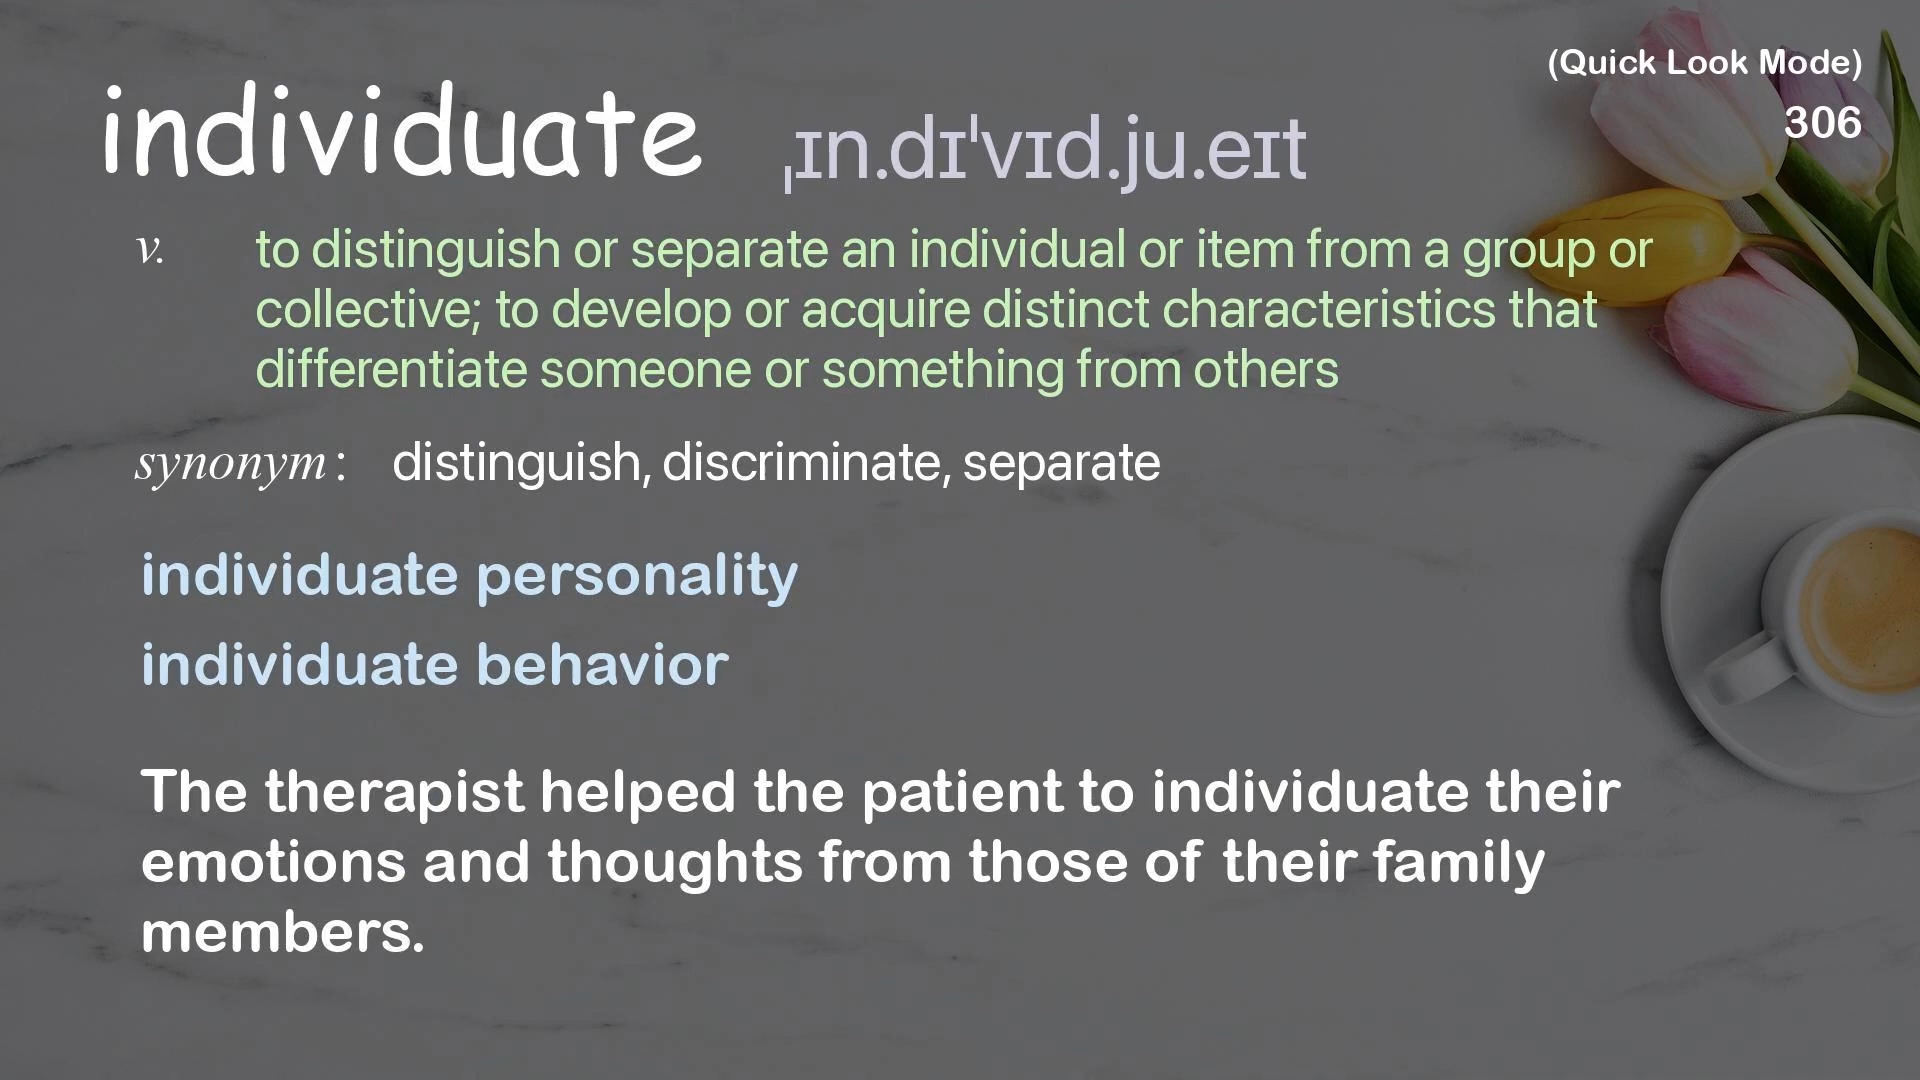 (Quick Look Mode)
306
individuate ˌɪn.dɪˈvɪd.ju.eɪt
v. to distinguish or separate an individual or item from a group or
collective; to develop or acquire distinct characteristics that
differentiate someone or something from others
synonym : distinguish, discriminate, separate
individuate personality
individuate behavior
The therapist helped the patient to individuate their
emotions and thoughts from those of their family
members.